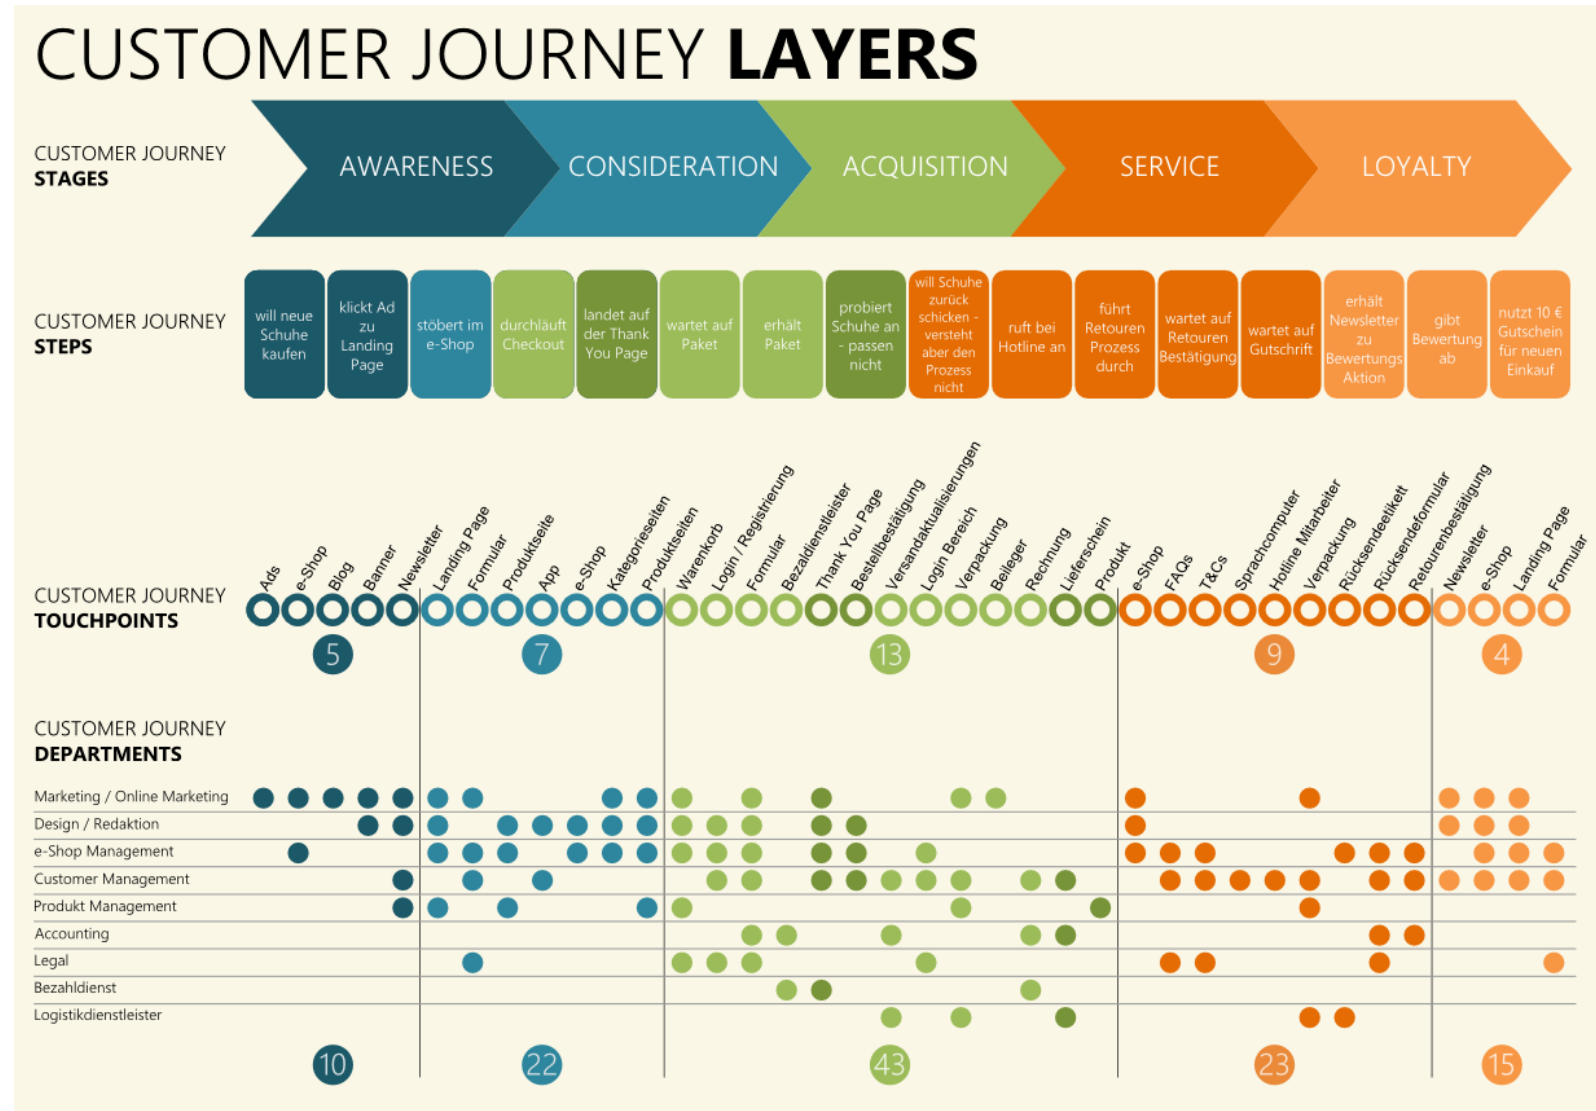 CUSTOMER JOURNEY LAYERS
CUSTOMER JOURNEY
STAGES
AWARENESS
CONSIDERATION
ACQUISITION
SERVICE
LOYALTY
CUSTOMER JOURNEY
STEPS
will neue
Schuhe
kaufen
klickt Ad
zu
Landing
Page
stöbert im
e-Shop
durchläuft
Checkout
landet auf
der Thank
You Page
wartet auf
Paket
erhält
Paket
probiert
Schuhe an
- passen
nicht
will Schuhe
zurück
schicken -
versteht
aber den
Prozess
nicht
ruft bei
Hotline an
führt
Retouren
Prozess
durch
wartet auf
Retouren
Bestätigung
wartet auf
Gutschrift
erhält
Newsletter
zu
Bewertungs
Aktion
gibt
Bewertung
ab
nutzt 10 €
Gutschein
für neuen
Einkauf
CUSTOMER JOURNEY
TOUCHPOINTS
Ads
e-Shop
Blog
Banner
Newsletter
Landing Page
Formular
Produktseite
App
e-Shop
Kategorieseiten
Produktseiten
Warenkorb
Login / Registrierung
Formular
Bezahldienstleister
Thank You Page
Bestellbestätigung
Versandaktualisierungen
Login Bereich
Verpackung
Beileger
Rechnung
Lieferschein
Produkt
e-Shop
FAQs
T&Cs
Sprachcomputer
Hotline Mitarbeiter
Verpackung
Rücksendeetikett
Rücksendeformular
Retourenbestätigung
Newsletter
e-Shop
Landing Page
Formular
5
7
13
9
4
CUSTOMER JOURNEY
DEPARTMENTS
Marketing / Online Marketing
Design / Redaktion
e-Shop Management
Customer Management
Produkt Management
Accounting
Legal
Bezahldienst
Logistikdienstleister
10
22
43
23
15